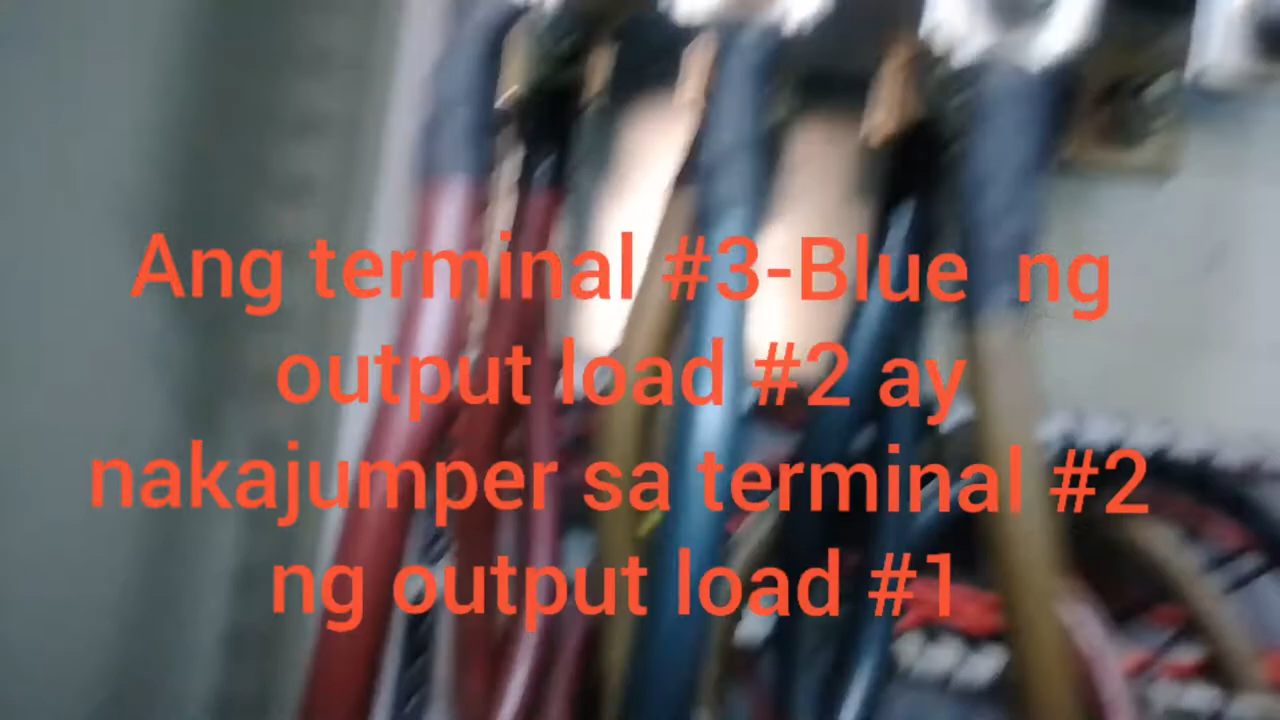 Ang terminal #3-Blue ng
output load #2 ay
nakajumper sa terminal #2
ng output load #1